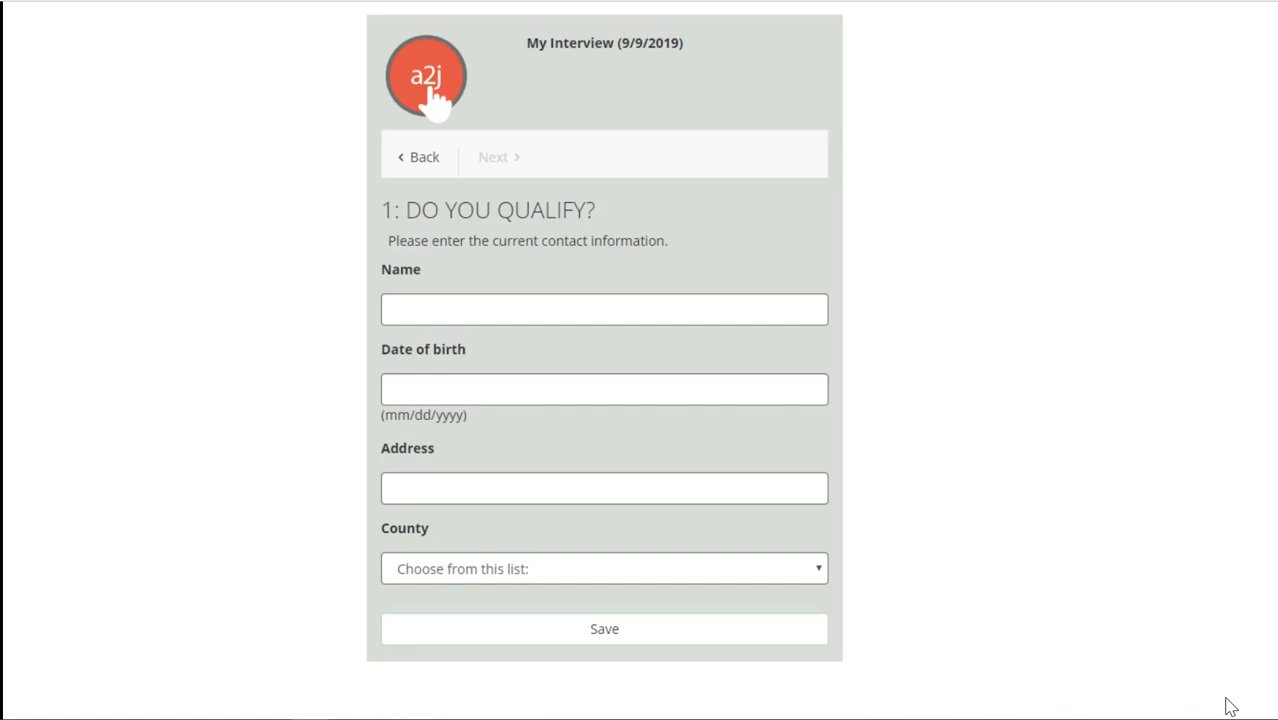 My Interview (9/9/2019)
a2j
‹ Back
Next ›
1: DO YOU QUALIFY?
Please enter the current contact information.
Name
Date of birth
(mm/dd/yyyy)
Address
County
Choose from this list:
Save